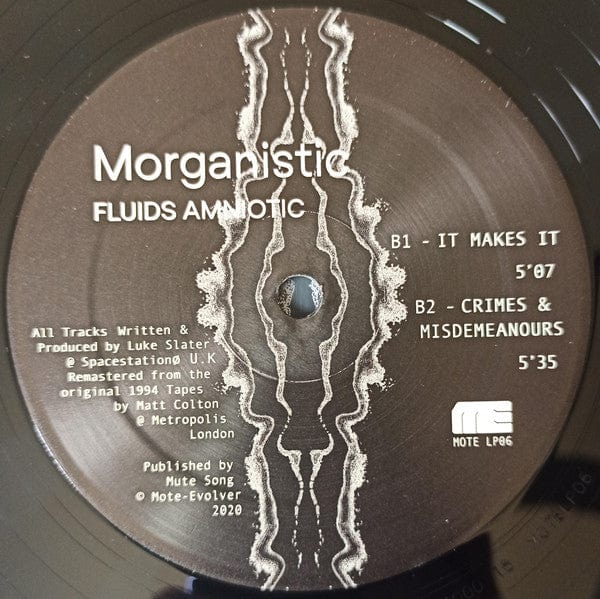 Morganistic
FLUIDS AMNIOTIC
B1 - IT MAKES IT
5'07
B2 - CRIMES &
MISDEMEANOURS
5'35
All Tracks Written &
Produced by Luke Slater
@ Spacestation0 U.K
Remastered from the
original 1994 Tapes
by Matt Colton
@ Metropolis
London
Published by
Mute Song
© Mote-Evolver
2020
MOTE LP06